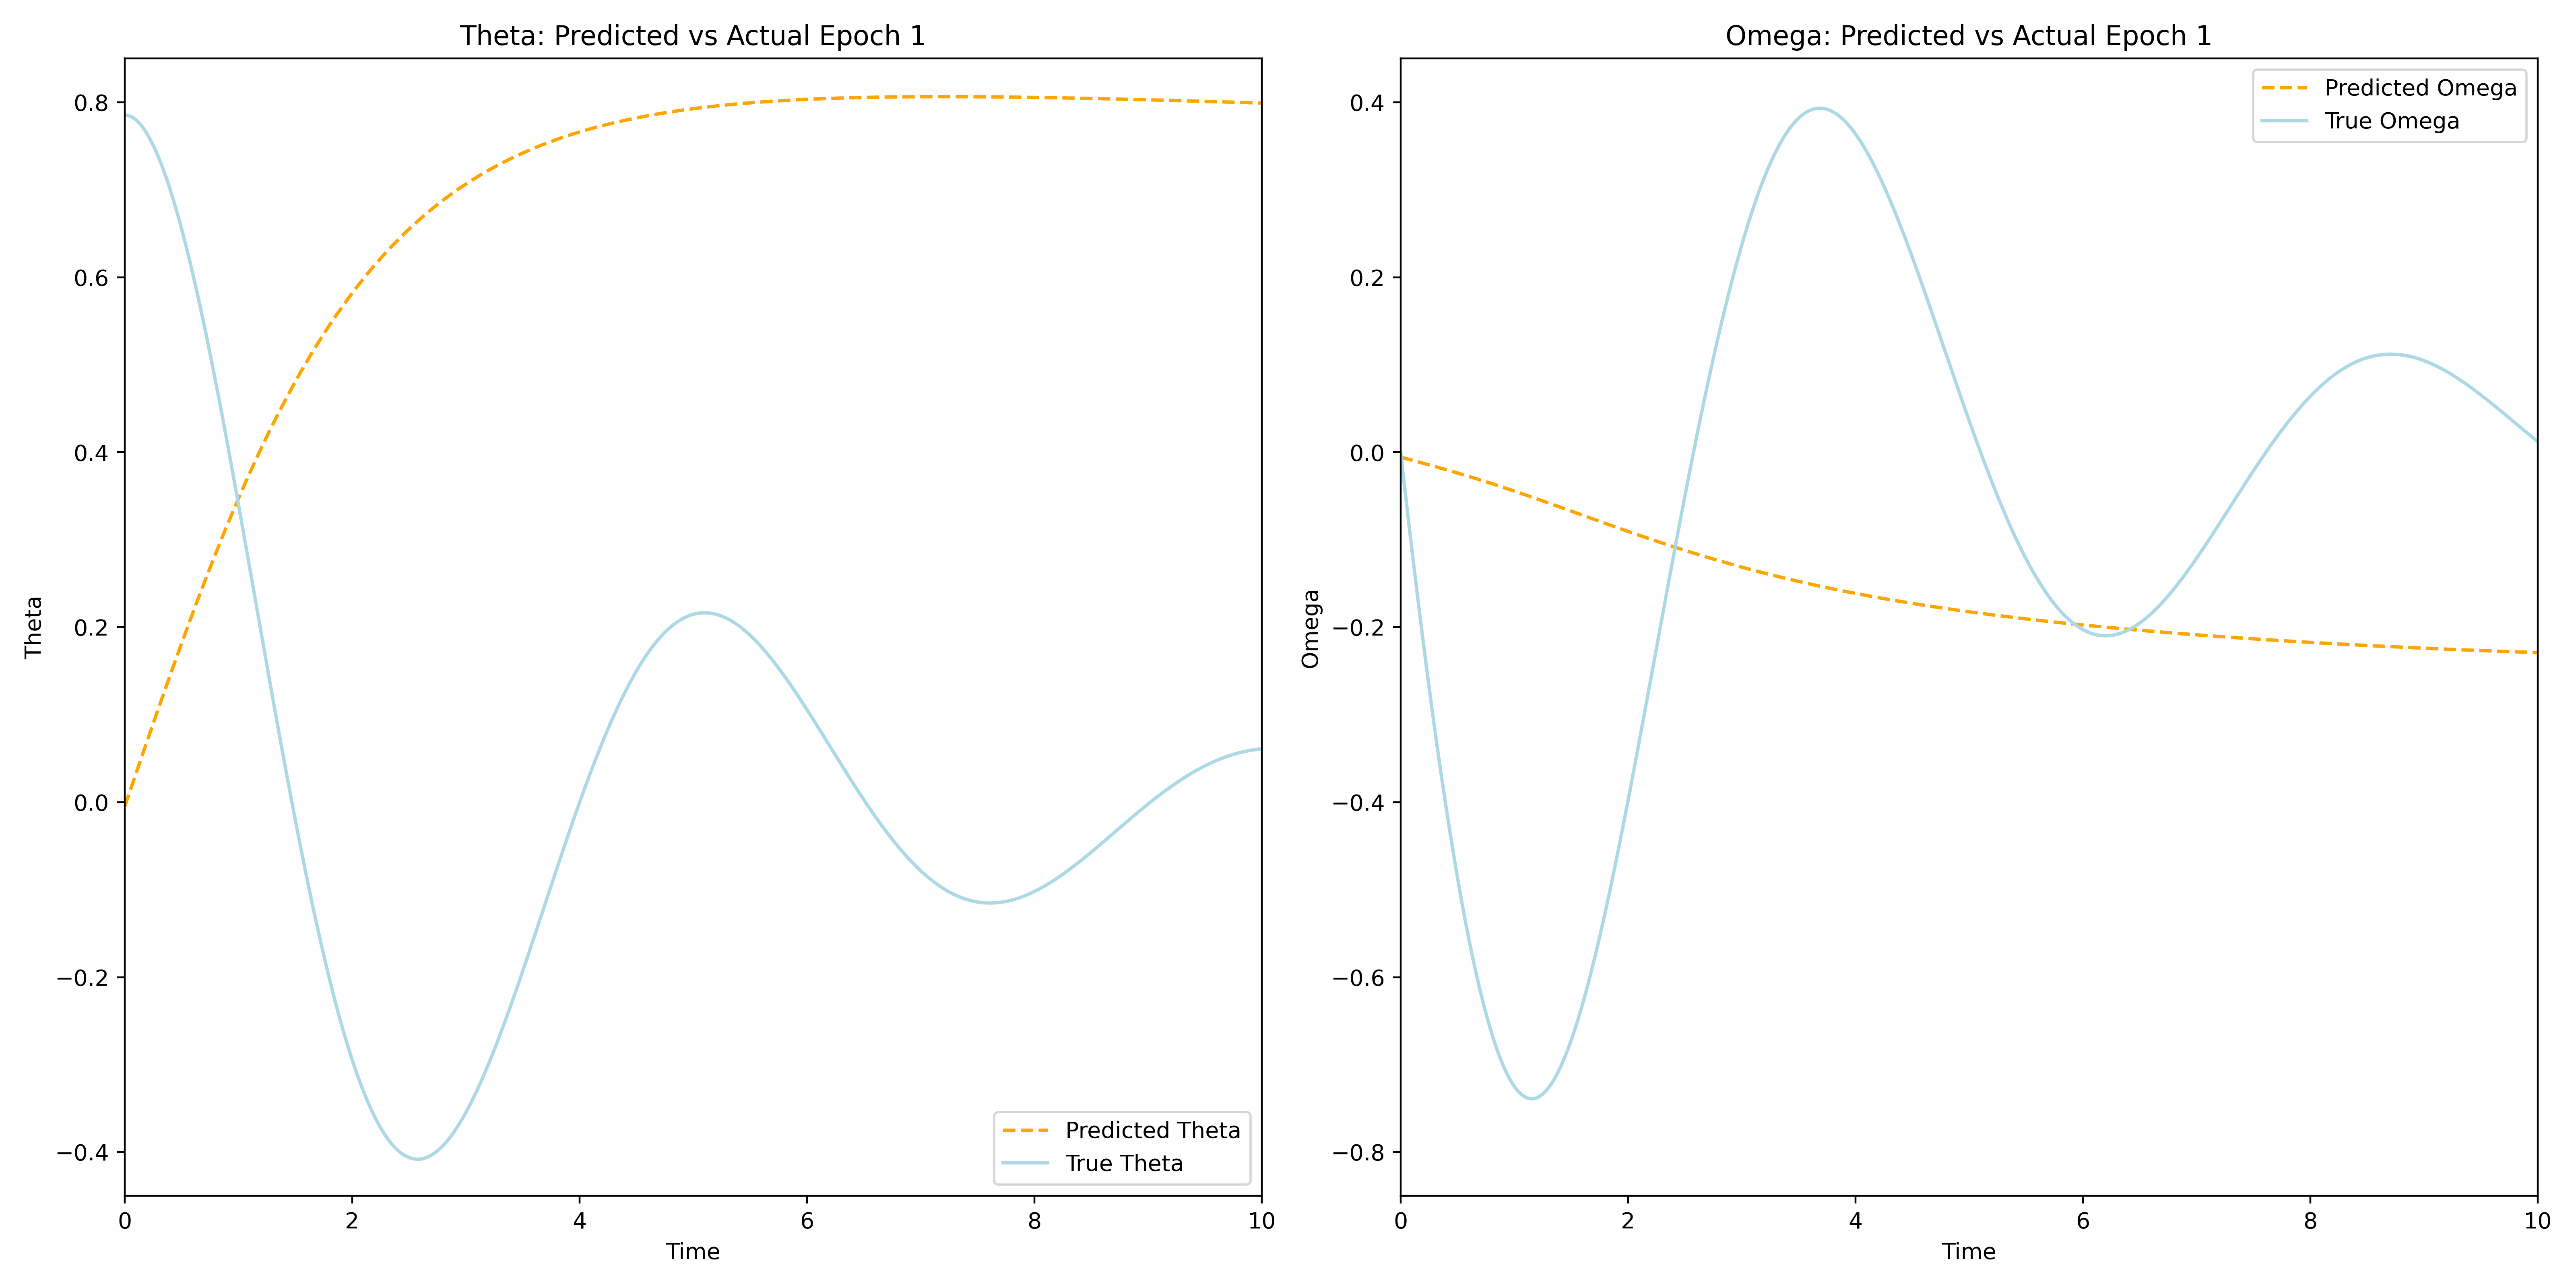 Theta: Predicted vs Actual Epoch 1
0.8
0.6
0.4
0.2
0.0
−0.2
−0.4
Theta
0
2
4
6
8
10
Time
Predicted Theta
True Theta
Omega: Predicted vs Actual Epoch 1
0.4
0.2
0.0
−0.2
−0.4
−0.6
−0.8
Omega
0
2
4
6
8
10
Time
Predicted Omega
True Omega